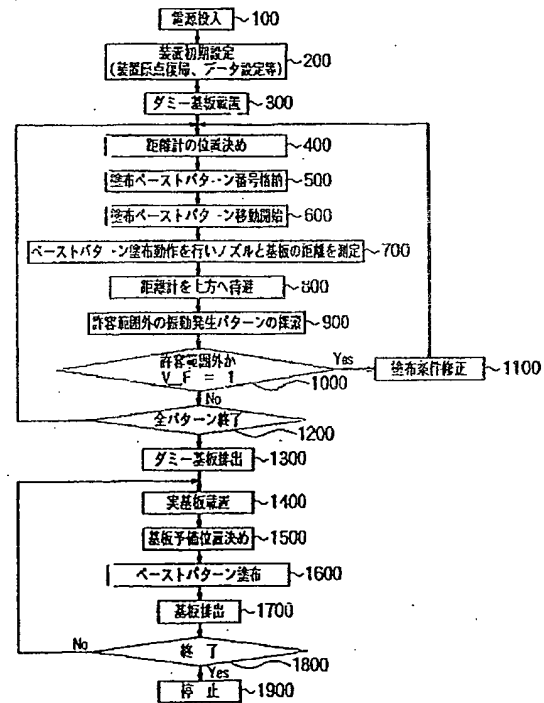 電源投入
100
装置初期設定
(装置原点復帰、データ設定等)
200
ダミー基板載置
300
距離計の位置決め
400
塗布ペーストパターン番号格納
500
塗布ペーストパターン移動開始
600
ペーストパターン塗布動作を行いノズルと基板の距離を測定
700
距離計を上方へ待避
800
許容範囲外の振動発生パターンの探索
900
許容範囲外か
V_F = 1
1000
Yes
塗布条件修正
1100
No
全パターン終了
1200
ダミー基板排出
1300
実基板載置
1400
基板予備位置決め
1500
ペーストパターン塗布
1600
基板排出
1700
No
終 了
1800
Yes
停 止
1900